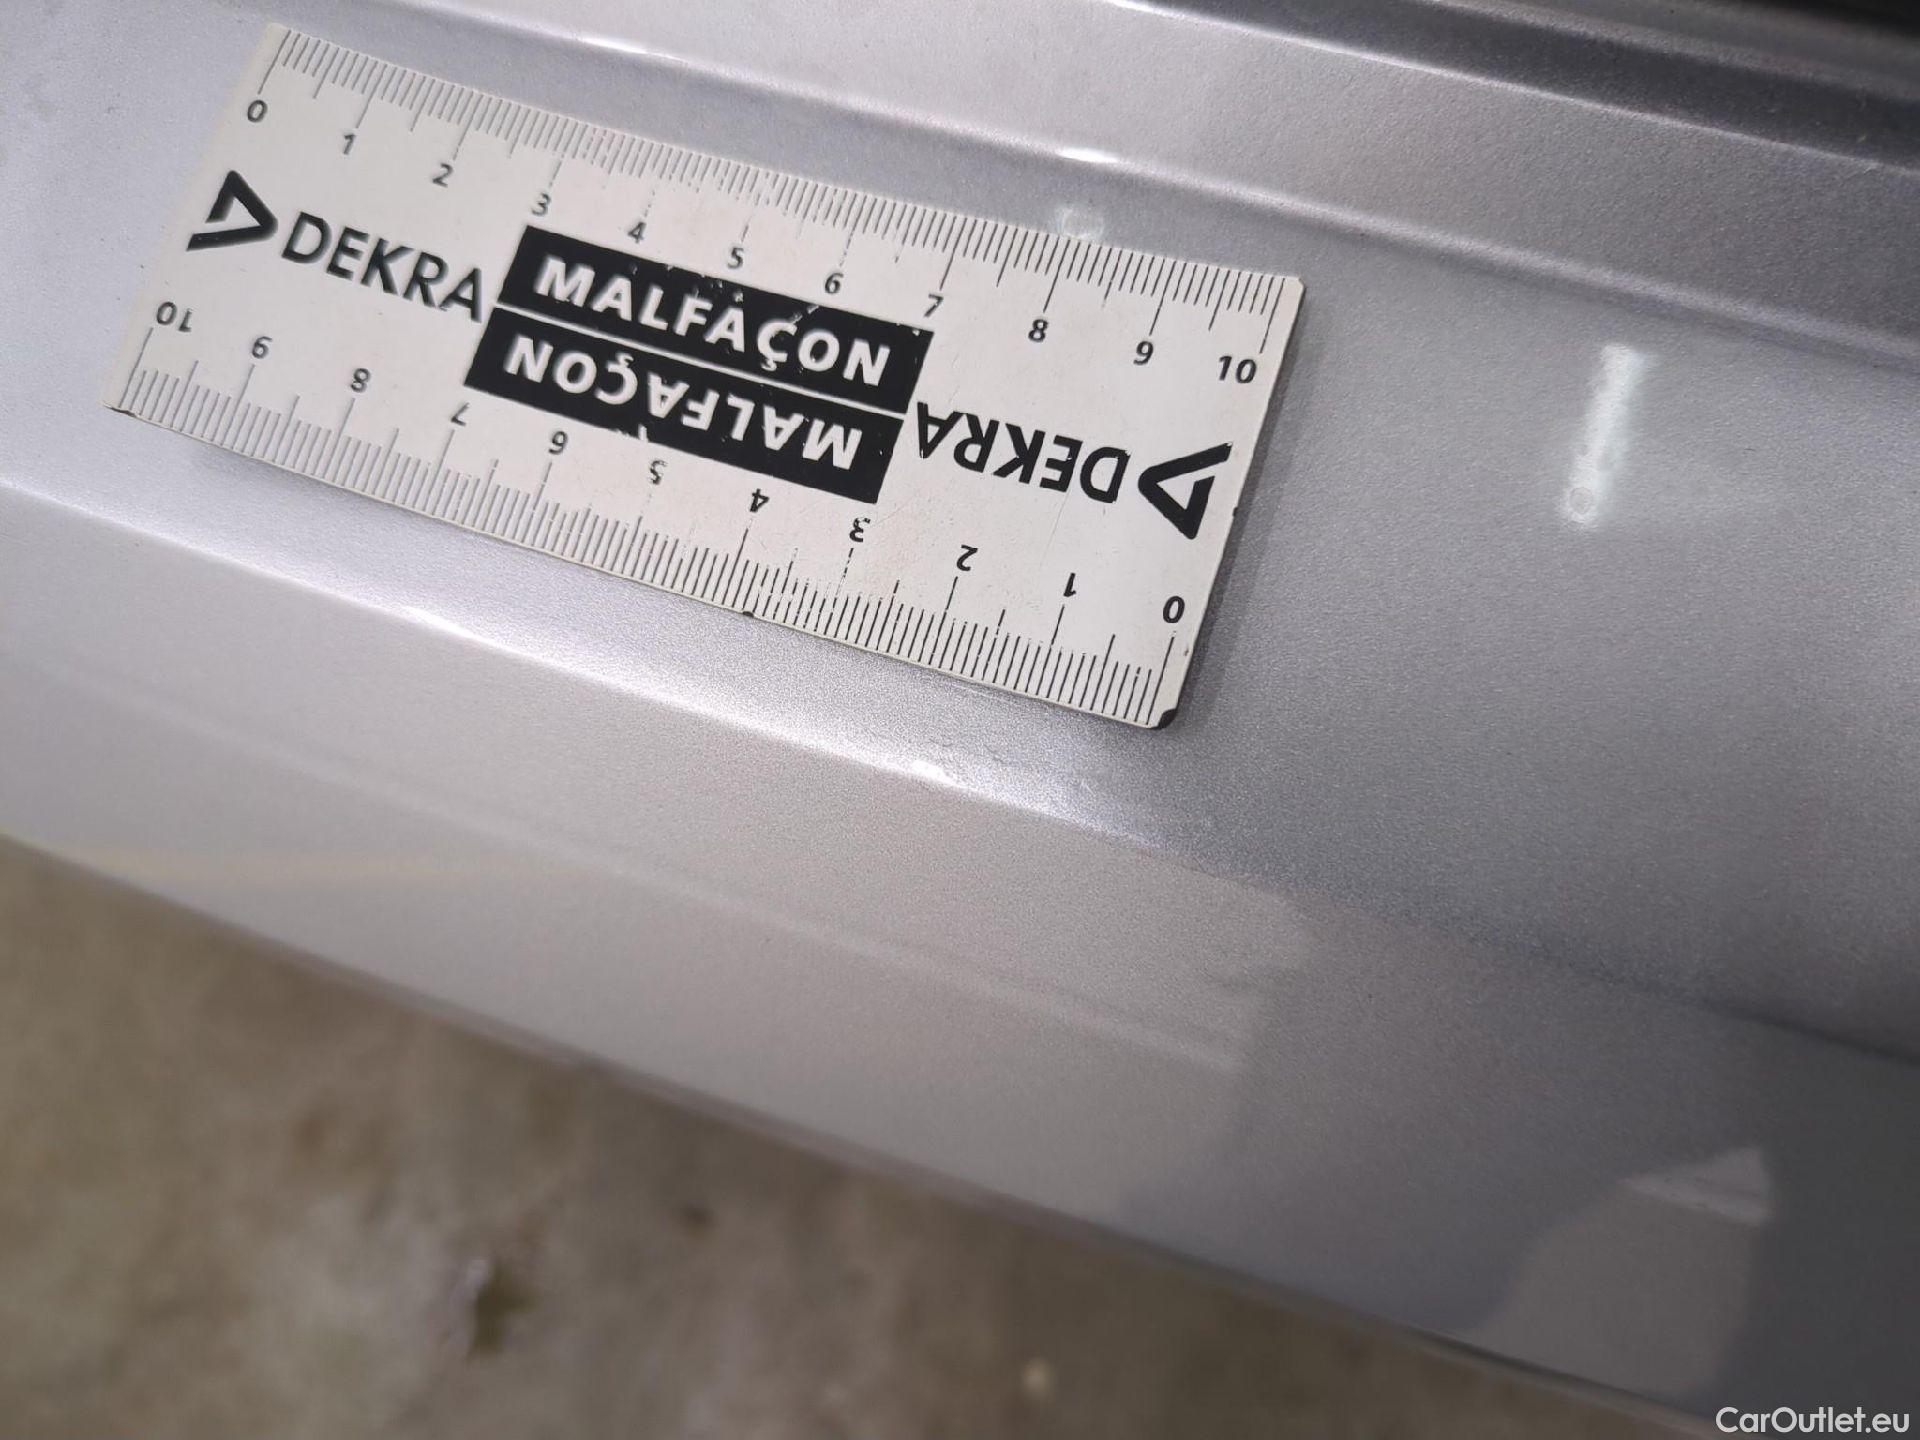 0 1 2 3 4 5 6 7 8 9 10
DEKRA MALFAÇON
MALFAÇON DEKRA
10 9 8 7 6 5 4 3 2 1 0
CarOutlet.eu